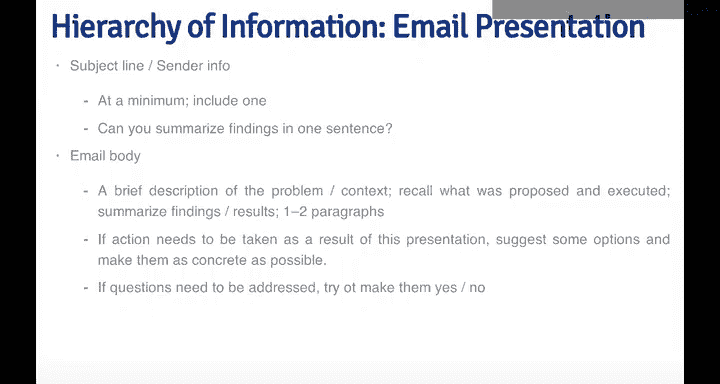 Hierarchy of Information: Email Presentation
· Subject line / Sender info
- At a minimum; include one
- Can you summarize findings in one sentence?
· Email body
- A brief description of the problem / context; recall what was proposed and executed;
summarize findings / results; 1–2 paragraphs
- If action needs to be taken as a result of this presentation, suggest some options and
make them as concrete as possible.
- If questions need to be addressed, try ot make them yes / no